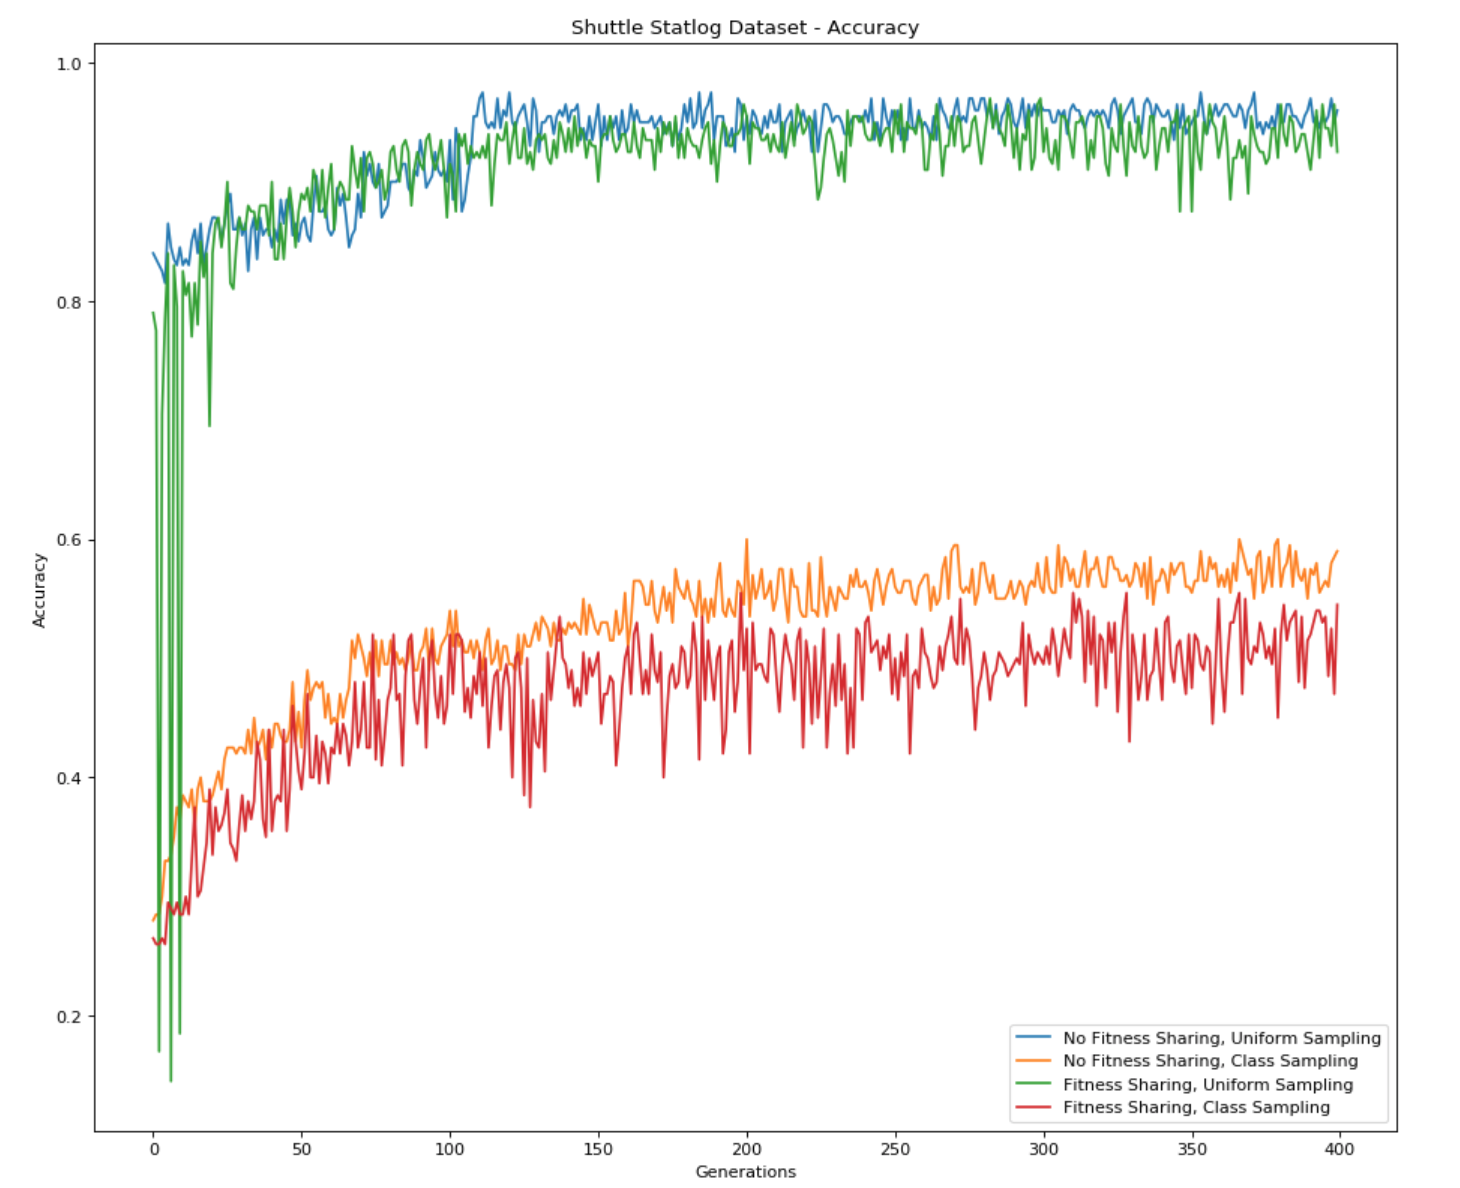 Shuttle Statlog Dataset - Accuracy
1.0
0.8
0.6
0.4
0.2
Accuracy
0 50 100 150 200 250 300 350 400
Generations
No Fitness Sharing, Uniform Sampling
No Fitness Sharing, Class Sampling
Fitness Sharing, Uniform Sampling
Fitness Sharing, Class Sampling